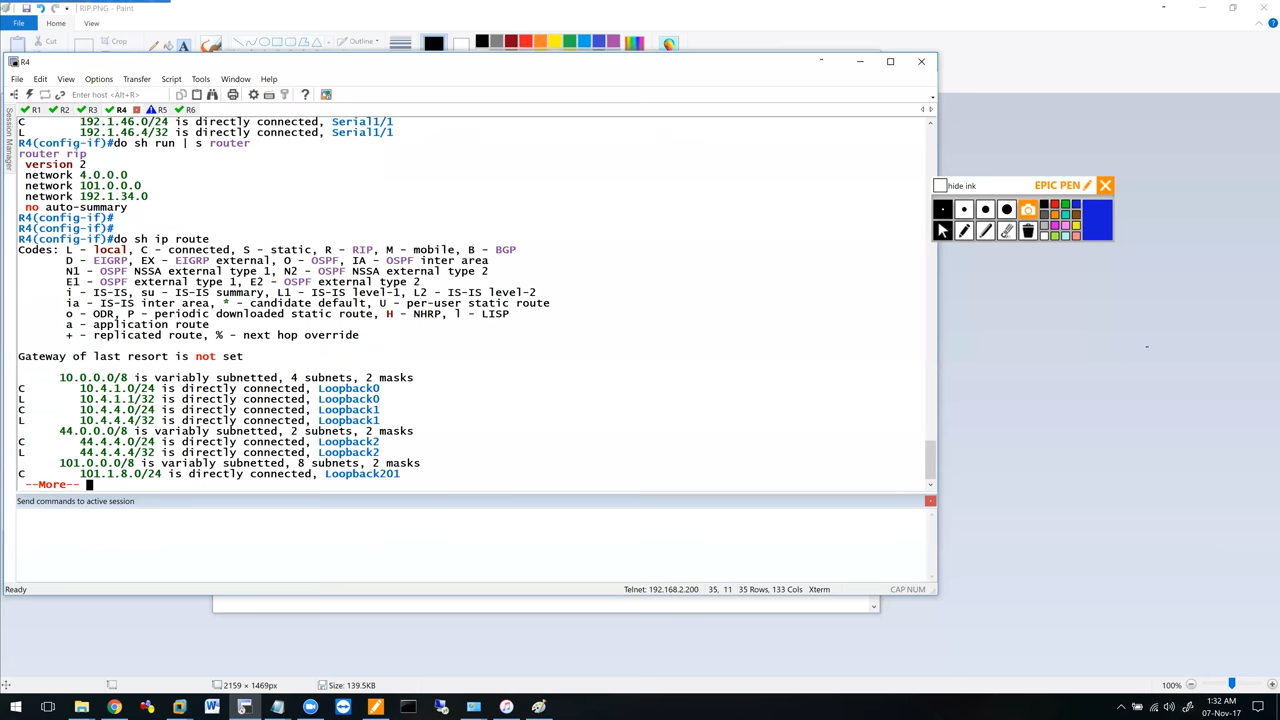 RIP.PNG - Paint
File Home View
Cut Crop Outline
R4
File Edit View Options Transfer Script Tools Window Help
Enter host <Alt+R>
R1 R2 R3 R4 R5 R6
Session Manager
C 192.1.46.0/24 is directly connected, Serial1/1
L 192.1.46.4/32 is directly connected, Serial1/1
R4(config-if)#do sh run | s router
router rip
version 2
network 4.0.0.0
network 101.0.0.0
network 192.1.34.0
no auto-summary
R4(config-if)#
R4(config-if)#
R4(config-if)#do sh ip route
Codes: L - local, C - connected, S - static, R - RIP, M - mobile, B - BGP
D - EIGRP, EX - EIGRP external, O - OSPF, IA - OSPF inter area
N1 - OSPF NSSA external type 1, N2 - OSPF NSSA external type 2
E1 - OSPF external type 1, E2 - OSPF external type 2
i - IS-IS, su - IS-IS summary, L1 - IS-IS level-1, L2 - IS-IS level-2
ia - IS-IS inter area, * - candidate default, U - per-user static route
o - ODR, P - periodic downloaded static route, H - NHRP, l - LISP
a - application route
+ - replicated route, % - next hop override
Gateway of last resort is not set
10.0.0.0/8 is variably subnetted, 4 subnets, 2 masks
C 10.4.1.0/24 is directly connected, Loopback0
L 10.4.1.1/32 is directly connected, Loopback0
C 10.4.4.0/24 is directly connected, Loopback1
L 10.4.4.4/32 is directly connected, Loopback1
44.0.0.0/8 is variably subnetted, 2 subnets, 2 masks
C 44.4.4.0/24 is directly connected, Loopback2
L 44.4.4.4/32 is directly connected, Loopback2
101.0.0.0/8 is variably subnetted, 8 subnets, 2 masks
C 101.1.8.0/24 is directly connected, Loopback201
--More--
Send commands to active session
Ready Telnet: 192.168.2.200 35, 11 35 Rows, 133 Cols Xterm CAP NUM
hide ink EPIC PEN
2159 × 1469px Size: 139.5KB 100%
1:32 AM
07-Nov-17